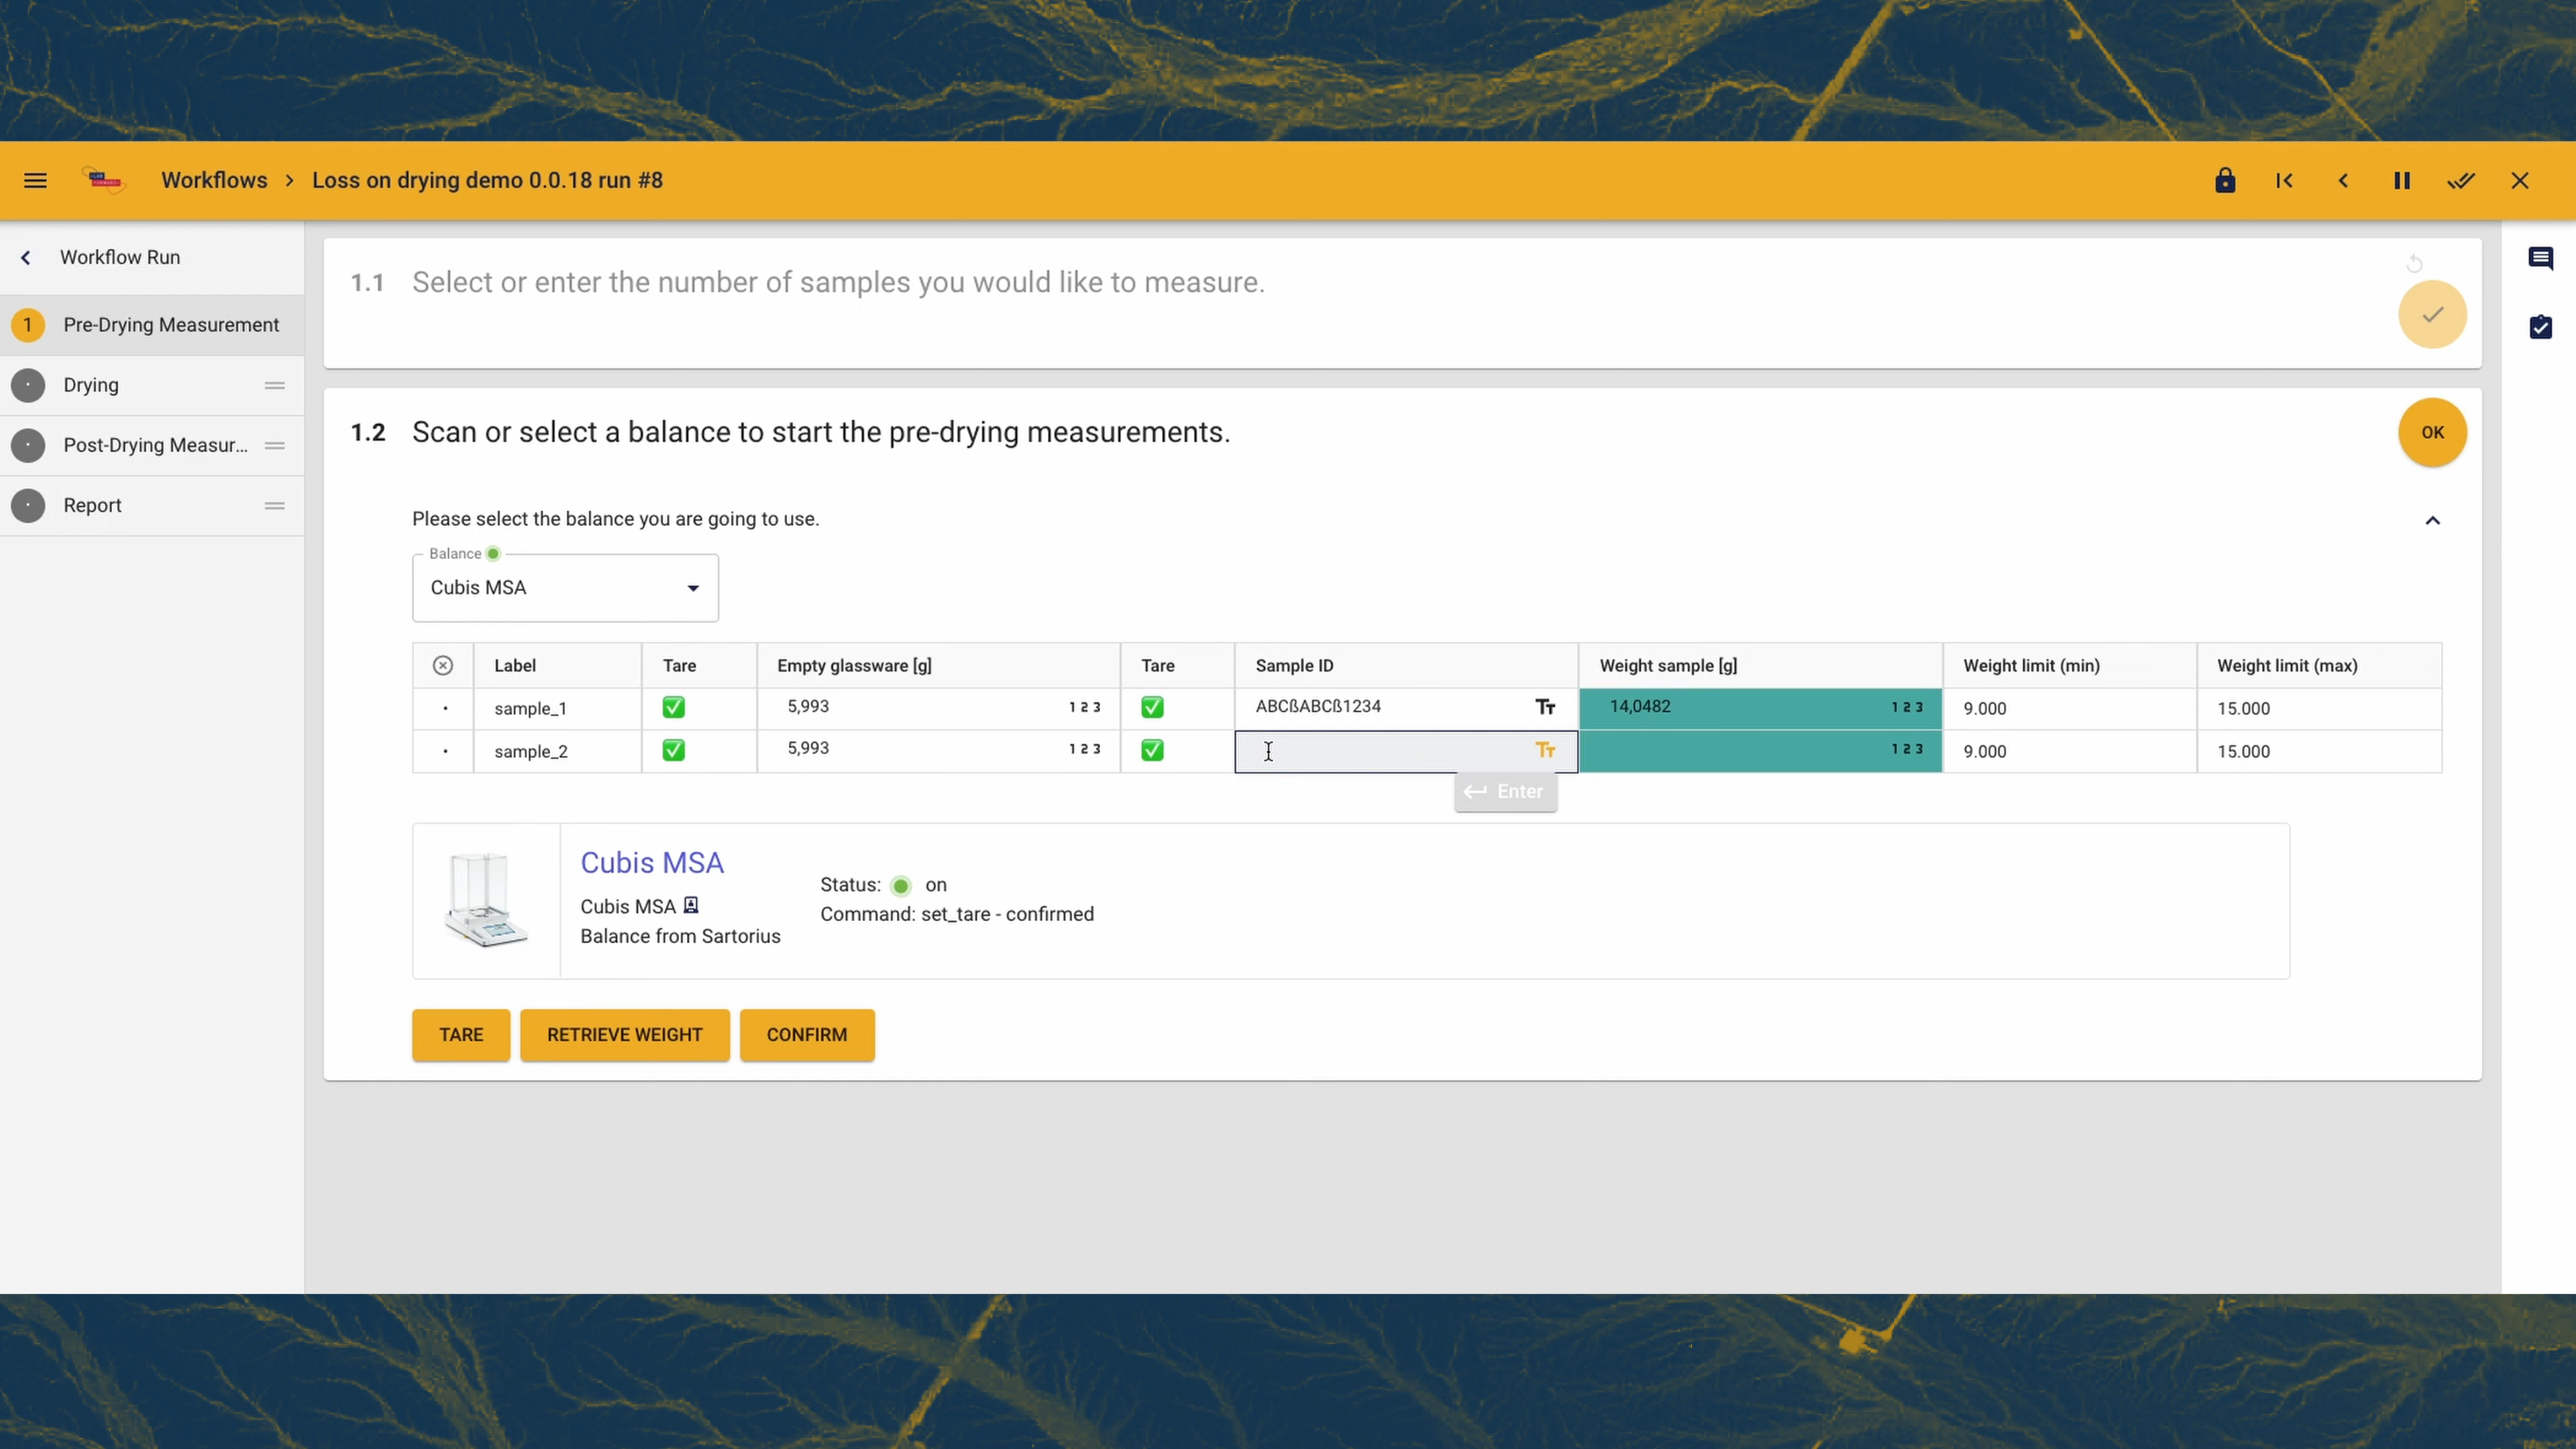 Workflows > Loss on drying demo 0.0.18 run #8
Workflow Run
1 Pre-Drying Measurement
Drying
Post-Drying Measur...
Report
1.1 Select or enter the number of samples you would like to measure.
1.2 Scan or select a balance to start the pre-drying measurements.
OK
Please select the balance you are going to use.
Balance
Cubis MSA
Label Tare Empty glassware [g] Tare Sample ID Weight sample [g] Weight limit (min) Weight limit (max)
sample_1 5,993 1 2 3 ABCßABCß1234 Tt 14,0482 1 2 3 9.000 15.000
sample_2 5,993 1 2 3 Tt 1 2 3 9.000 15.000
Enter
Cubis MSA
Cubis MSA
Balance from Sartorius
Status: on
Command: set_tare - confirmed
TARE RETRIEVE WEIGHT CONFIRM